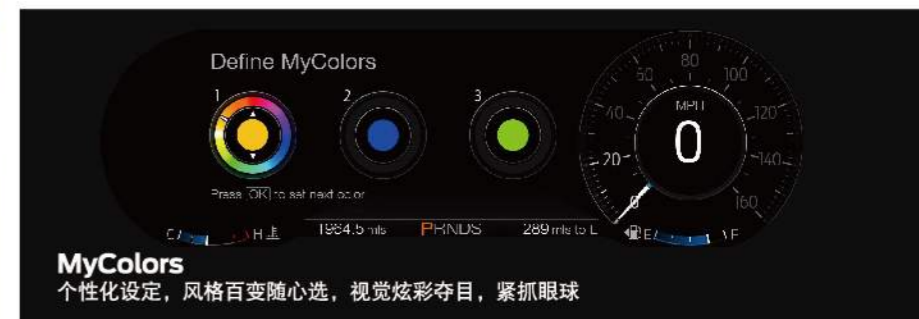 Define MyColors
1 2 3
Press OK to set next color
C H 1964.5 mls PRNDS 289 mls to E E F
0 20 40 60 80 100 120 140 160
MPH
0
MyColors
个性化设定，风格百变随心选，视觉炫彩夺目，紧抓眼球